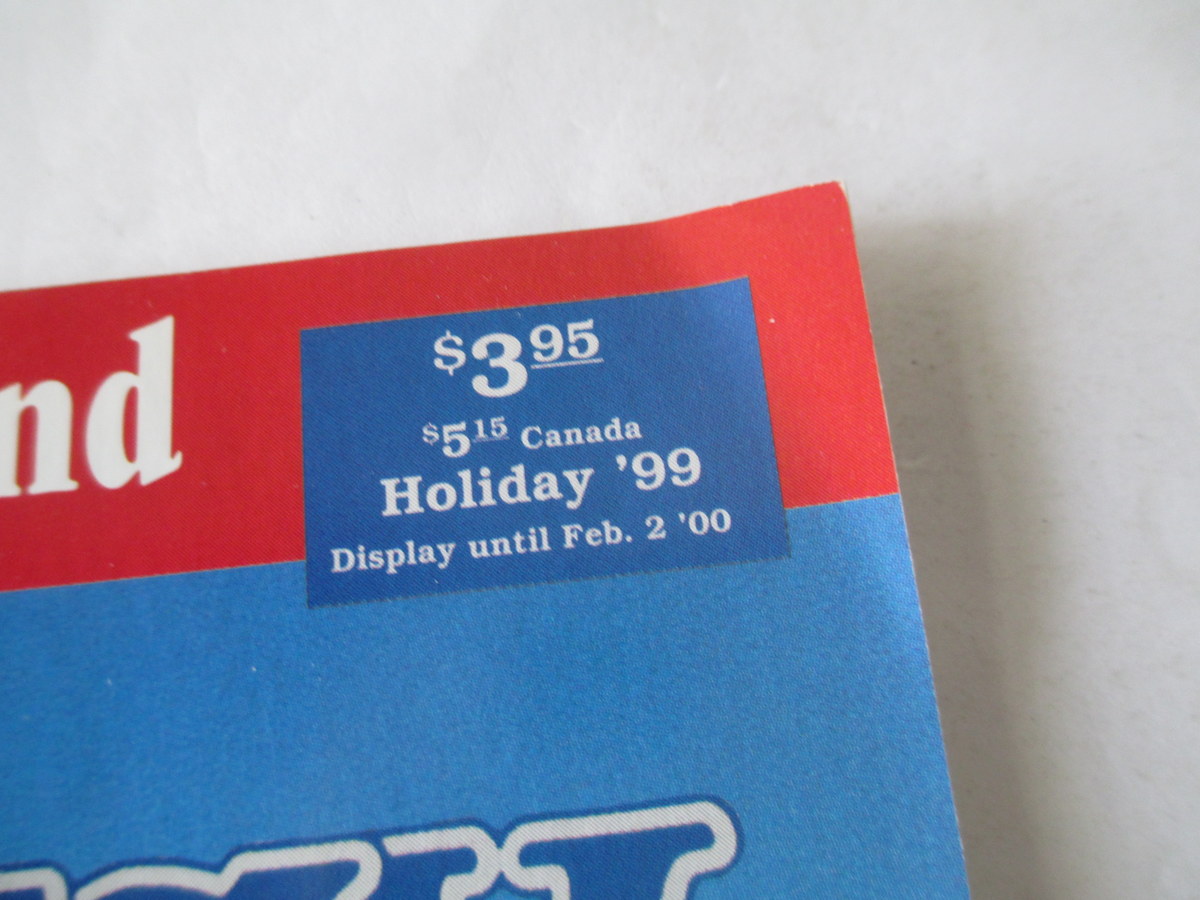 nd
$3 95
$5 15 Canada
Holiday '99
Display until Feb. 2 '00